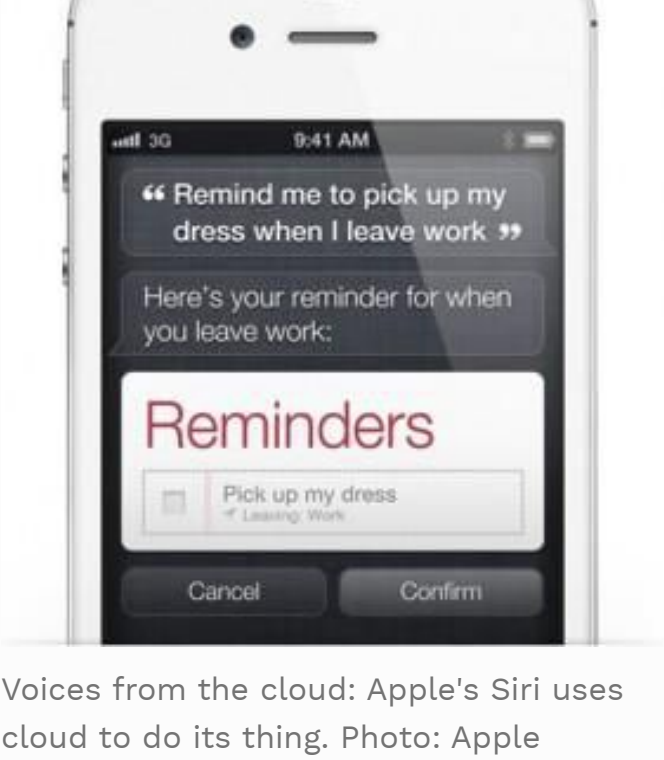 3G 9:41 AM
“ Remind me to pick up my
dress when I leave work ”
Here's your reminder for when
you leave work:
Reminders
Pick up my dress
Leaving: Work
Cancel Confirm
Voices from the cloud: Apple's Siri uses
cloud to do its thing. Photo: Apple